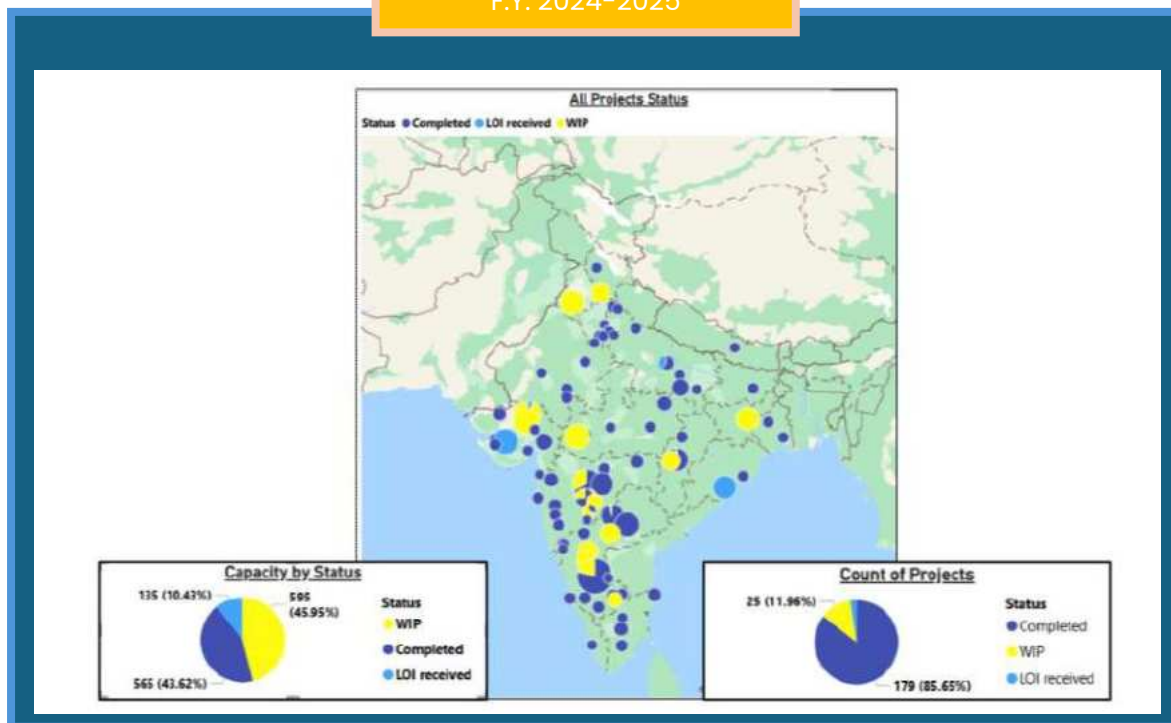 F.Y. 2024-2025
All Projects Status
Status Completed LOI received WIP
Capacity by Status
135 (10.43%)
595
(45.95%)
565 (43.62%)
Status
WIP
Completed
LOI received
Count of Projects
25 (11.96%)
179 (85.65%)
Status
Completed
WIP
LOI received